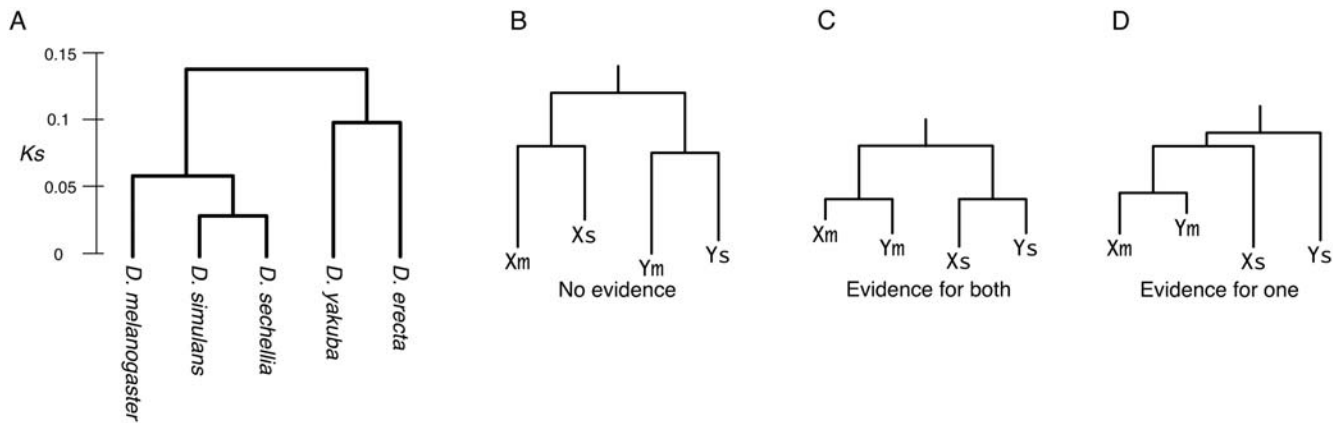 A
0.15
0.1
Ks
0.05
0
D. melanogaster
D. simulans
D. sechellia
D. yakuba
D. erecta
B
Xm
Xs
Ym
Ys
No evidence
C
Xm
Ym
Xs
Ys
Evidence for both
D
Xm
Ym
Xs
Ys
Evidence for one